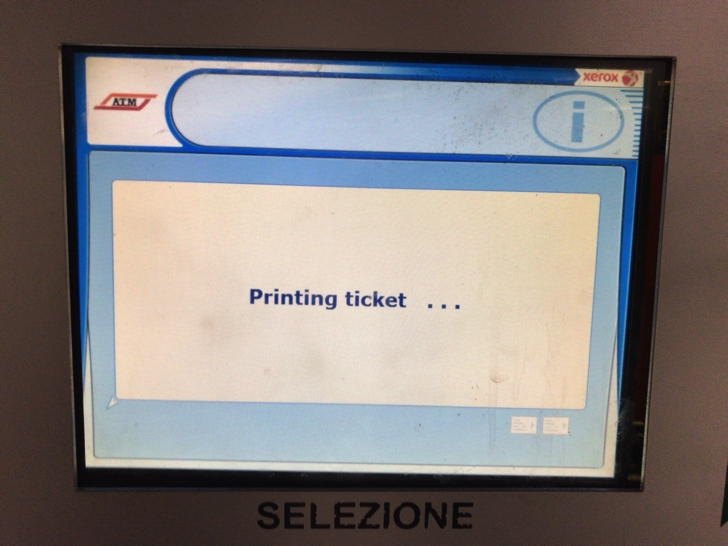 ATM
xerox
i
Printing ticket . . .
SELEZIONE